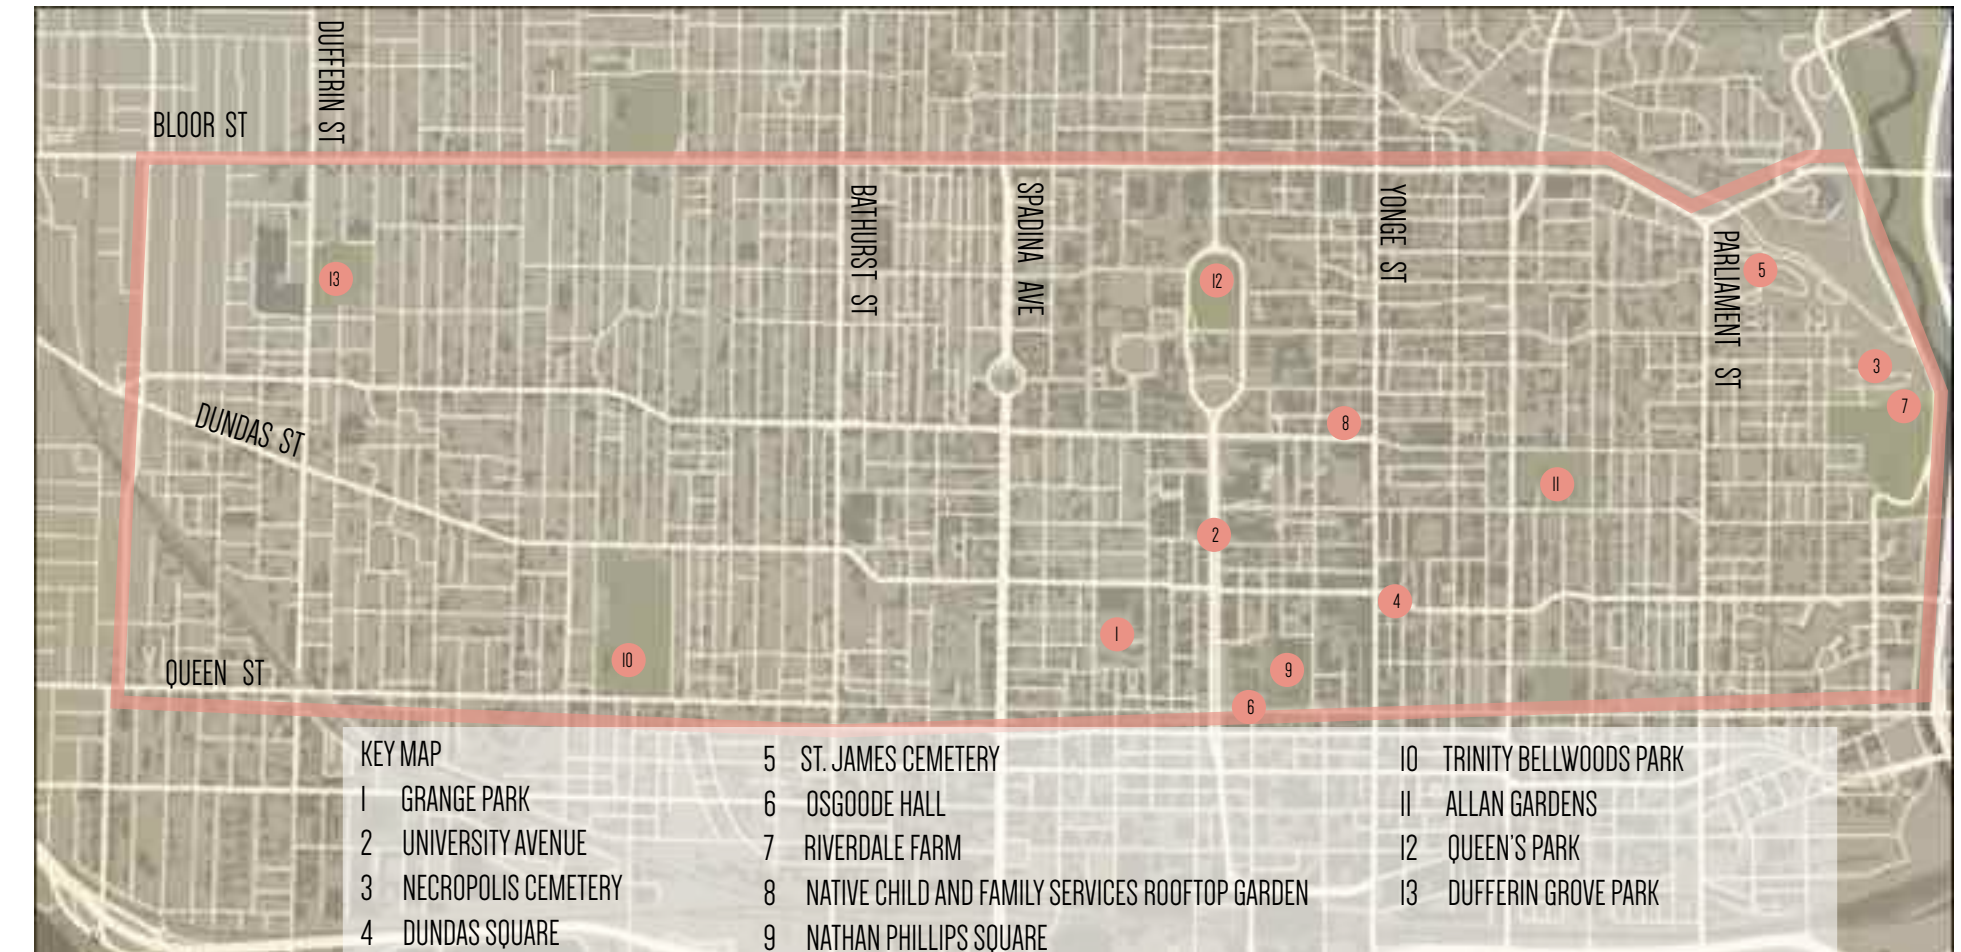 DUFFERIN ST
BLOOR ST
BATHURST ST
SPADINA AVE
YONGE ST
PARLIAMENT ST
5
13
12
3
7
DUNDAS ST
8
11
2
4
1
QUEEN ST
10
9
6
KEY MAP
1 GRANGE PARK
2 UNIVERSITY AVENUE
3 NECROPOLIS CEMETERY
4 DUNDAS SQUARE
5 ST. JAMES CEMETERY
6 OSGOODE HALL
7 RIVERDALE FARM
8 NATIVE CHILD AND FAMILY SERVICES ROOFTOP GARDEN
9 NATHAN PHILLIPS SQUARE
10 TRINITY BELLWOODS PARK
11 ALLAN GARDENS
12 QUEEN'S PARK
13 DUFFERIN GROVE PARK